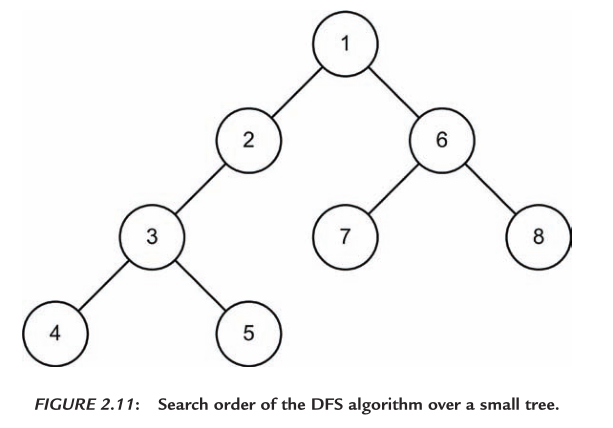 1
2 6
3 7 8
4 5
FIGURE 2.11: Search order of the DFS algorithm over a small tree.